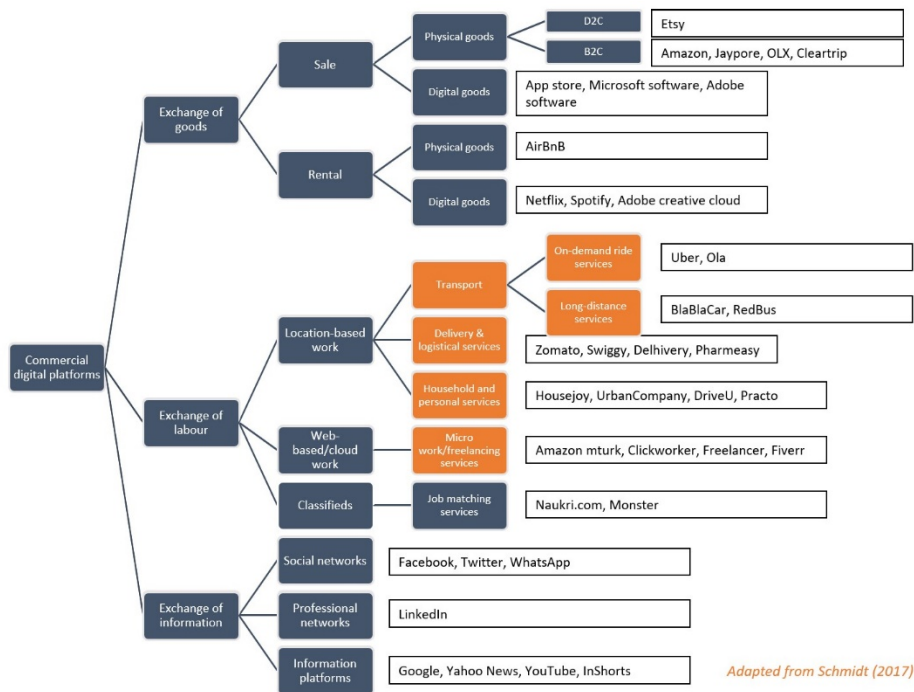 D2C
Etsy
Physical goods
B2C
Amazon, Jaypore, OLX, Cleartrip
Sale
Digital goods
App store, Microsoft software, Adobe
software
Exchange of
goods
Physical goods
AirBnB
Rental
Digital goods
Netflix, Spotify, Adobe creative cloud
On-demand ride
services
Uber, Ola
Transport
Long-distance
services
BlaBlaCar, RedBus
Location-based
work
Delivery &
logistical services
Zomato, Swiggy, Delhivery, Pharmeasy
Commercial
digital platforms
Household and
personal services
Housejoy, UrbanCompany, DriveU, Practo
Exchange of
labour
Web-
based/cloud
work
Micro
work/freelancing
services
Amazon mturk, Clickworker, Freelancer, Fiverr
Classifieds
Job matching
services
Naukri.com, Monster
Social networks
Facebook, Twitter, WhatsApp
Exchange of
information
Professional
networks
LinkedIn
Information
platforms
Google, Yahoo News, YouTube, InShorts
Adapted from Schmidt (2017)